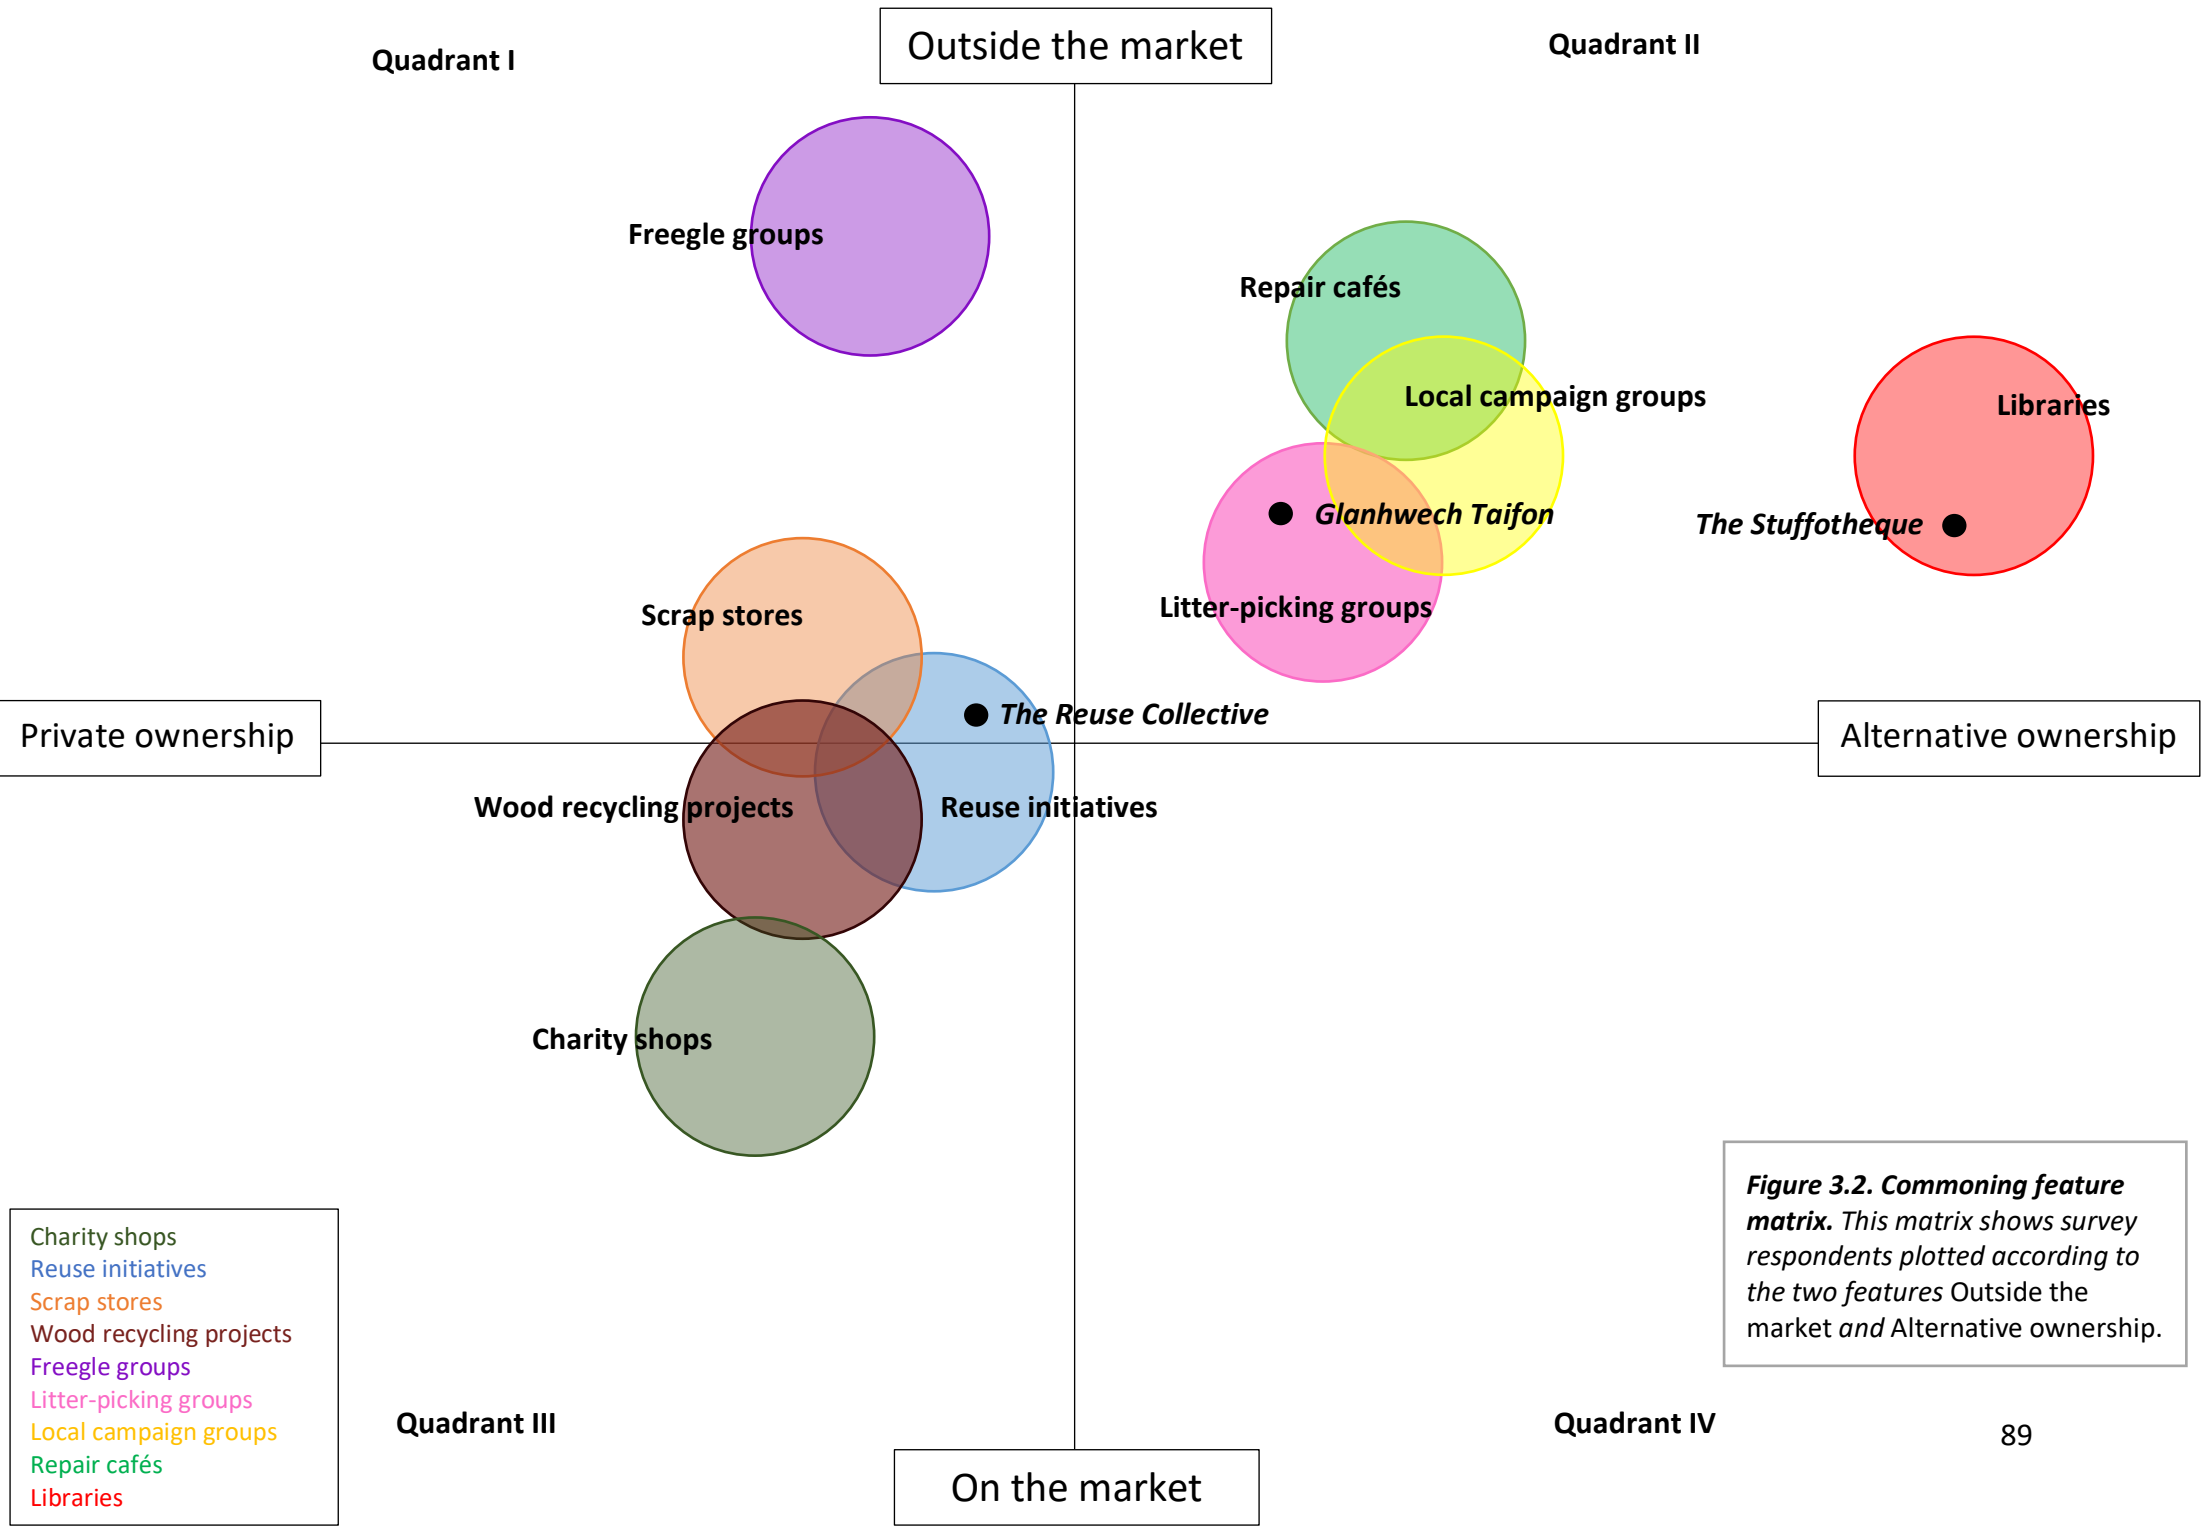 Quadrant I
Outside the market
Quadrant II
Freegle groups
Repair cafés
Local campaign groups
Libraries
Glanhwech Taifon
The Stuffotheque
Scrap stores
Litter-picking groups
The Reuse Collective
Private ownership
Alternative ownership
Wood recycling projects
Reuse initiatives
Charity shops
Figure 3.2. Commoning feature
matrix. This matrix shows survey
respondents plotted according to
the two features Outside the
market and Alternative ownership.
Charity shops
Reuse initiatives
Scrap stores
Wood recycling projects
Freegle groups
Litter-picking groups
Local campaign groups
Repair cafés
Libraries
Quadrant III
Quadrant IV
89
On the market